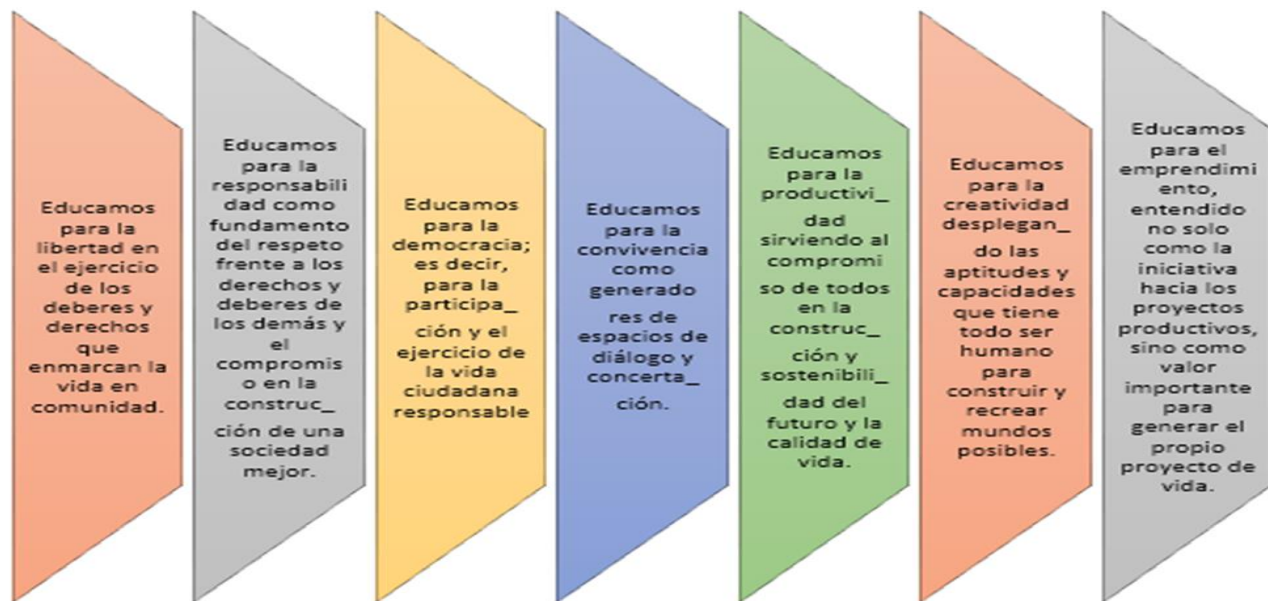 Educamos
para la
libertad en
el ejercicio
de los
deberes y
derechos
que
enmarcan la
vida en
comunidad.
Educamos
para la
responsabili
dad como
fundamento
del respeto
frente a los
derechos y
deberes de
los demás y
el
compromis
o en la
construc_
ción de una
sociedad
mejor.
Educamos
para la
democracia;
es decir,
para la
participa_
ción y el
ejercicio de
la vida
ciudadana
responsable
Educamos
para la
convivencia
como
generado
res de
espacios de
diálogo y
concerta_
ción.
Educamos
para la
productivi_
dad
sirviendo al
compromi
so de todos
en la
construc_
ción y
sostenibili_
dad del
futuro y la
calidad de
vida.
Educamos
para la
creatividad
desplegan_
do las
aptitudes y
capacidades
que tiene
todo ser
humano
para
construir y
recrear
mundos
posibles.
Educamos
para el
emprendimi
ento,
entendido
no solo
como la
iniciativa
hacia los
proyectos
productivos,
sino como
valor
importante
para
generar el
propio
proyecto de
vida.